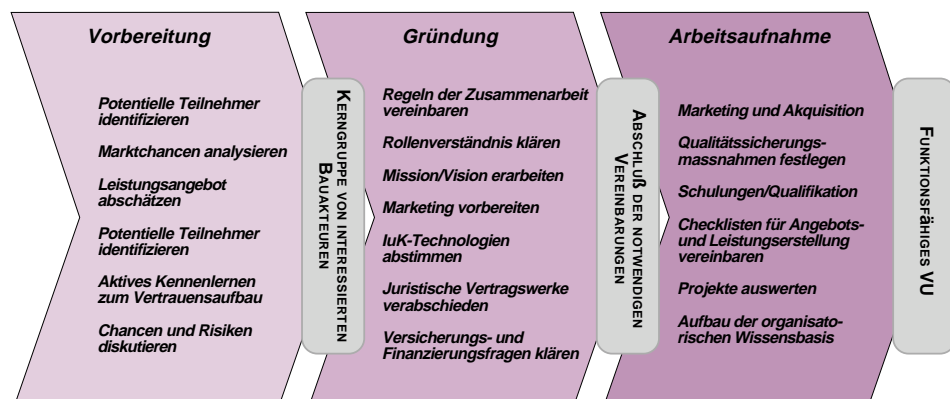 Vorbereitung
Potentielle Teilnehmer
identifizieren
Marktchancen analysieren
Leistungsangebot
abschätzen
Potentielle Teilnehmer
identifizieren
Aktives Kennenlernen
zum Vertrauensaufbau
Chancen und Risiken
diskutieren
KERNGRUPPE VON INTERESSIERTEN
BAUAKTEUREN
Gründung
Regeln der Zusammenarbeit
vereinbaren
Rollenverständnis klären
Mission/Vision erarbeiten
Marketing vorbereiten
IuK-Technologien
abstimmen
Juristische Vertragswerke
verabschieden
Versicherungs- und
Finanzierungsfragen klären
ABSCHLUß DER NOTWENDIGEN
VEREINBARUNGEN
Arbeitsaufnahme
Marketing und Akquisition
Qualitätssicherungs-
massnahmen festlegen
Schulungen/Qualifikation
Checklisten für Angebots-
und Leistungserstellung
vereinbaren
Projekte auswerten
Aufbau der organisato-
rischen Wissensbasis
FUNKTIONSFäHIGES VU